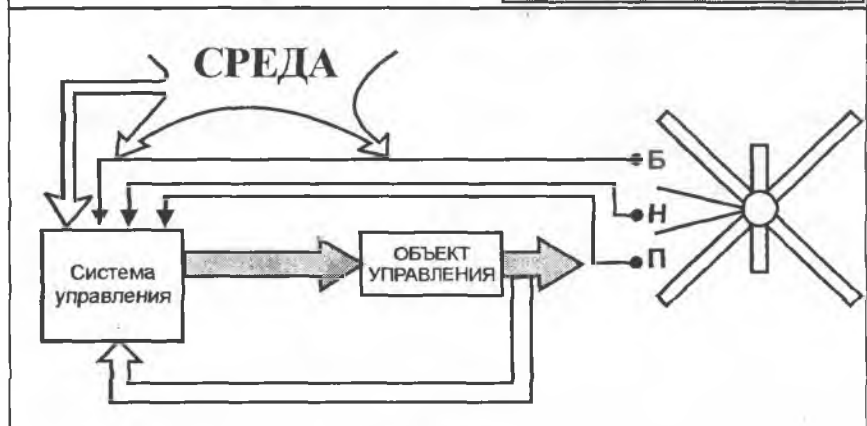 СРЕДА
Б
Н
П
Система
управления
ОБЪЕКТ
УПРАВЛЕНИЯ